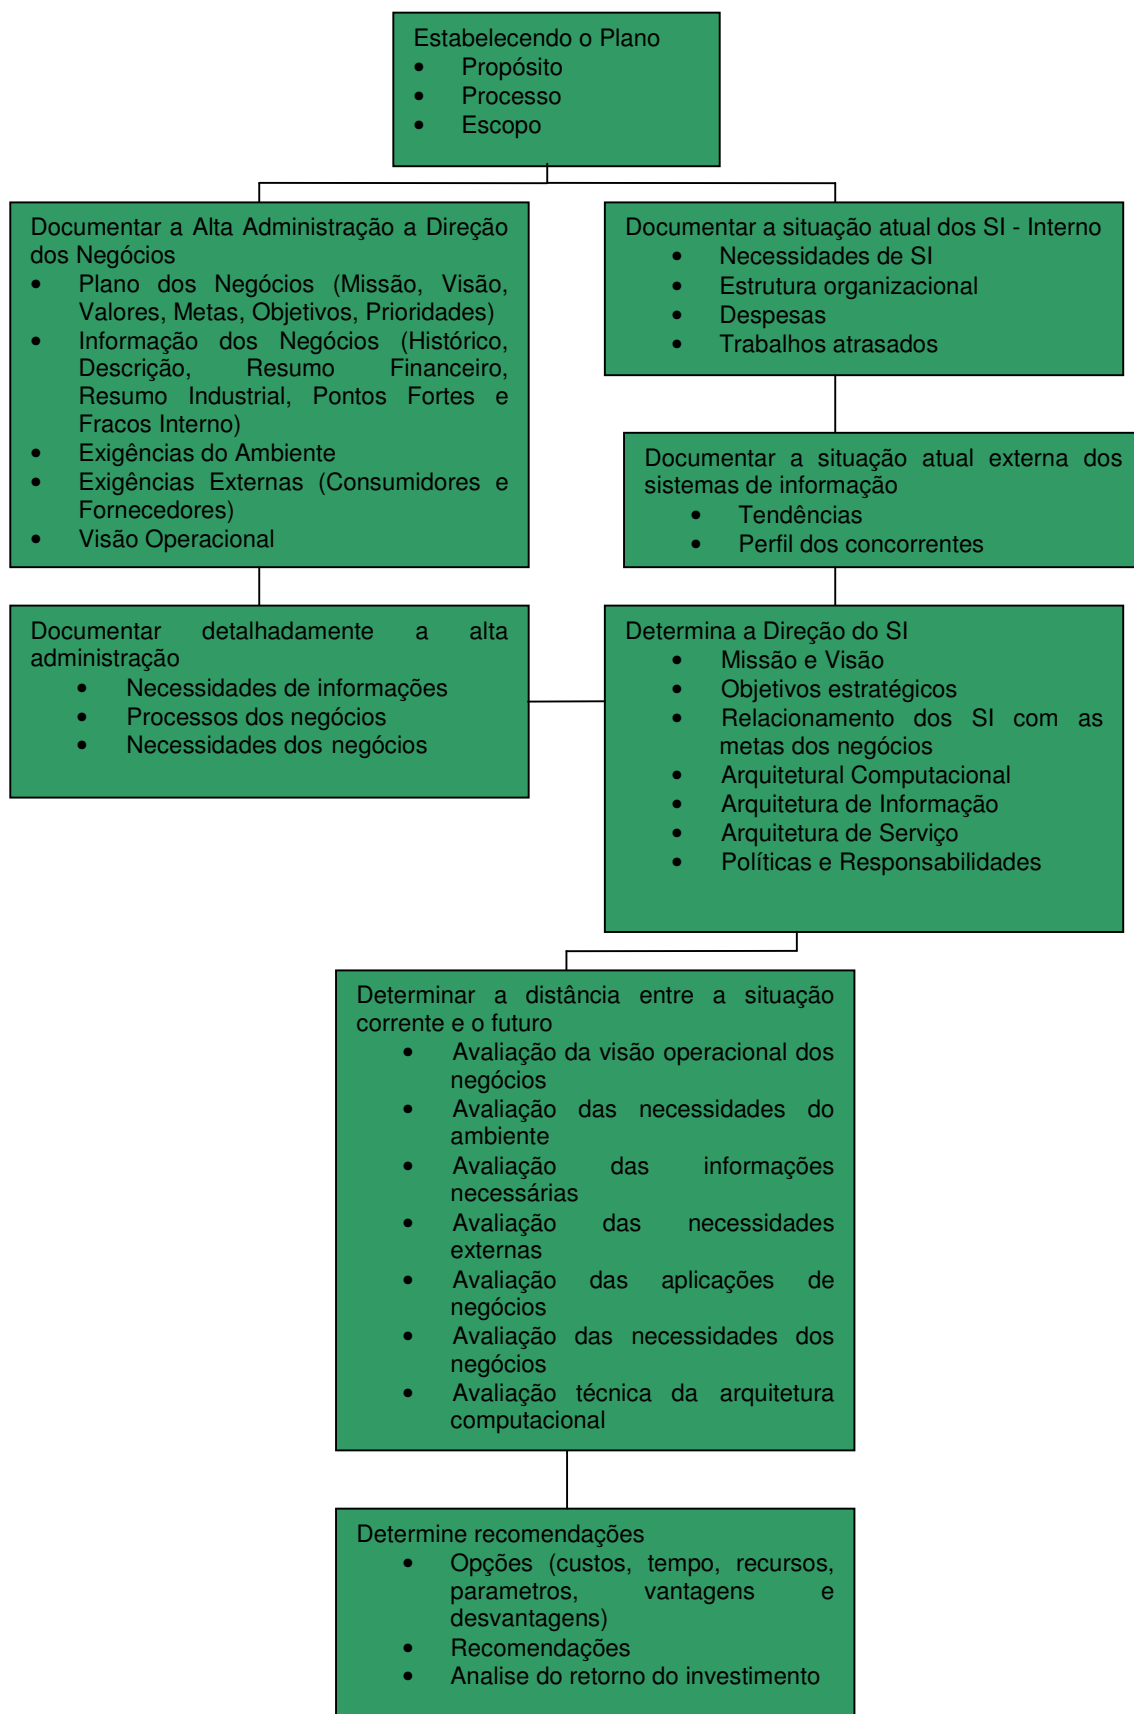 Estabelecendo o Plano
• Propósito
• Processo
• Escopo
Documentar a Alta Administração a Direção
dos Negócios
• Plano dos Negócios (Missão, Visão,
Valores, Metas, Objetivos, Prioridades)
• Informação dos Negócios (Histórico,
Descrição, Resumo Financeiro,
Resumo Industrial, Pontos Fortes e
Fracos Interno)
• Exigências do Ambiente
• Exigências Externas (Consumidores e
Fornecedores)
• Visão Operacional
Documentar a situação atual dos SI - Interno
• Necessidades de SI
• Estrutura organizacional
• Despesas
• Trabalhos atrasados
Documentar a situação atual externa dos
sistemas de informação
• Tendências
• Perfil dos concorrentes
Documentar detalhadamente a alta
administração
• Necessidades de informações
• Processos dos negócios
• Necessidades dos negócios
Determina a Direção do SI
• Missão e Visão
• Objetivos estratégicos
• Relacionamento dos SI com as
metas dos negócios
• Arquitetural Computacional
• Arquitetura de Informação
• Arquitetura de Serviço
• Políticas e Responsabilidades
Determinar a distância entre a situação
corrente e o futuro
• Avaliação da visão operacional dos
negócios
• Avaliação das necessidades do
ambiente
• Avaliação das informações
necessárias
• Avaliação das necessidades
externas
• Avaliação das aplicações de
negócios
• Avaliação das necessidades dos
negócios
• Avaliação técnica da arquitetura
computacional
Determine recomendações
• Opções (custos, tempo, recursos,
parametros, vantagens e
desvantagens)
• Recomendações
• Analise do retorno do investimento